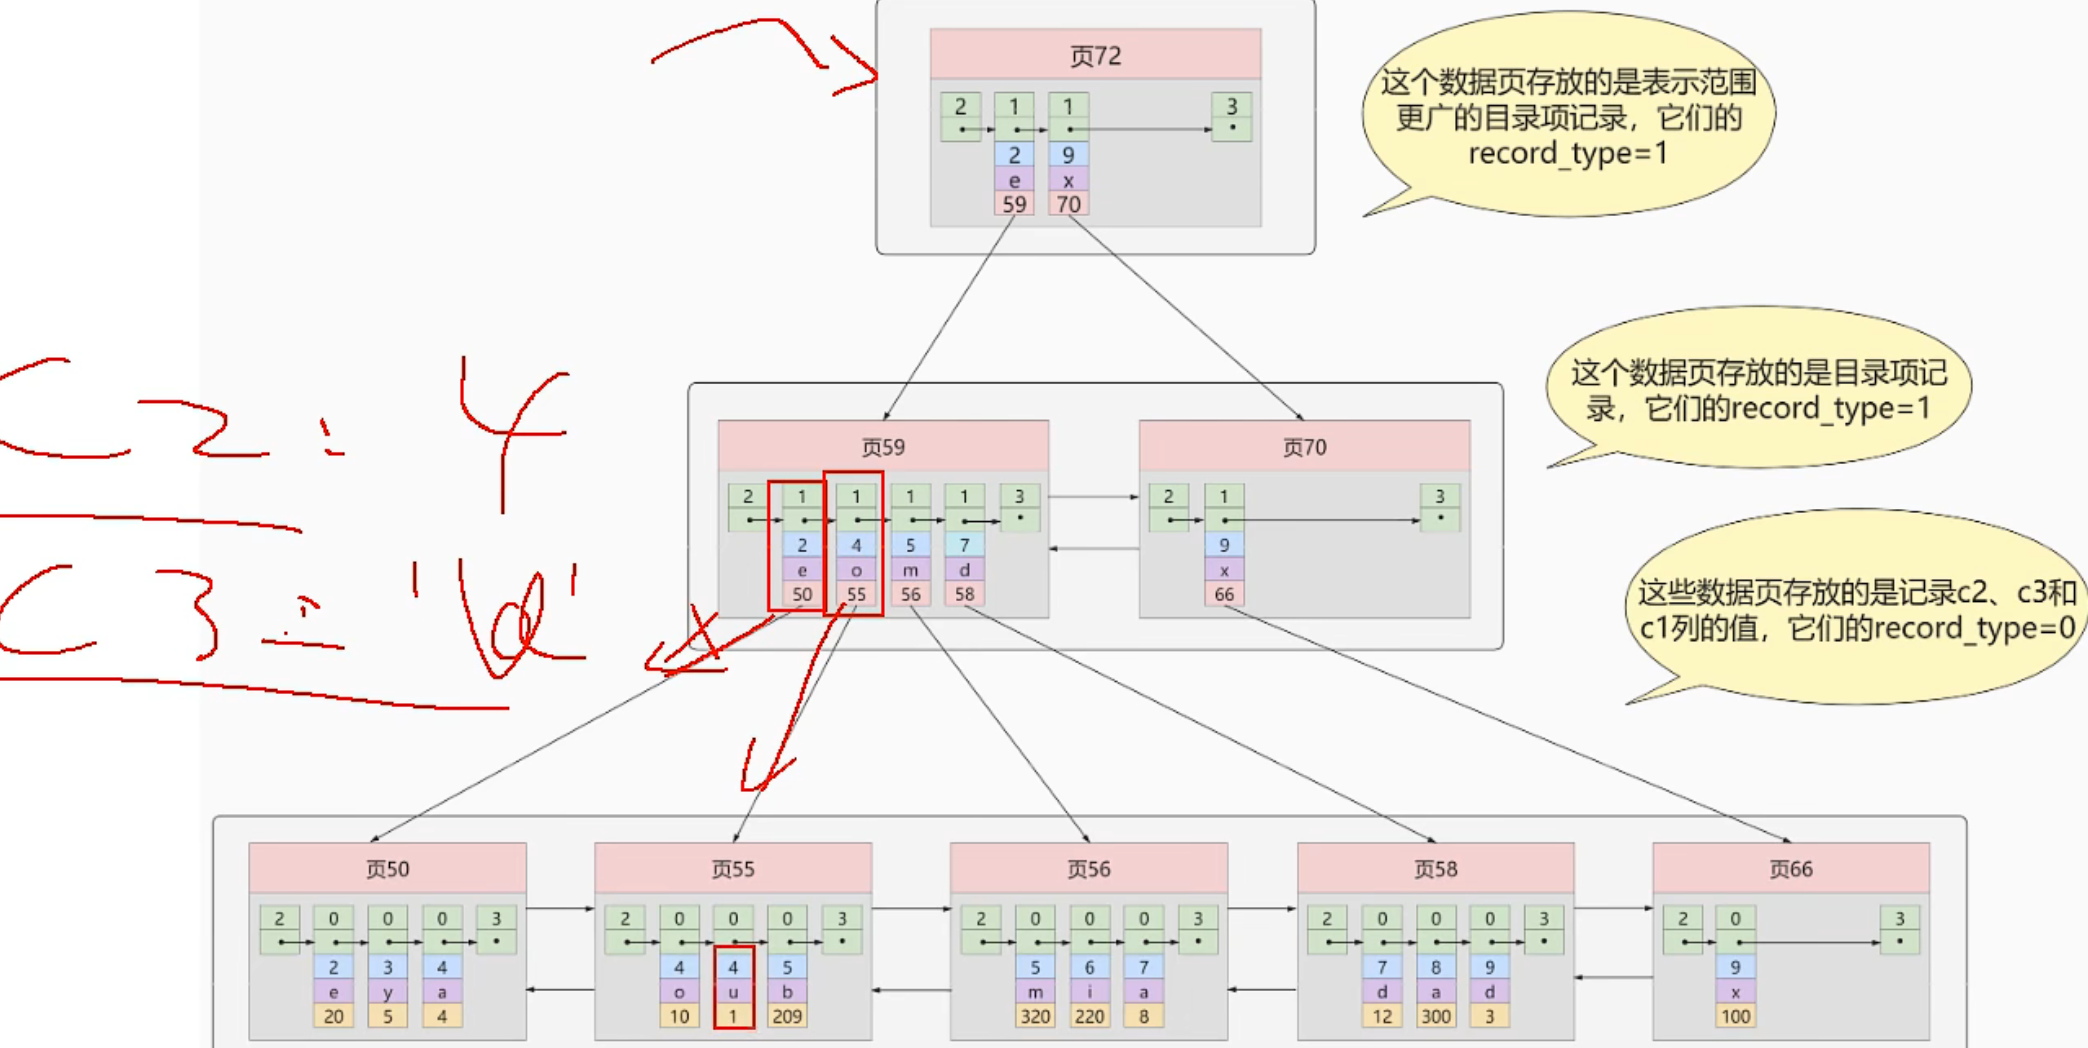 页72
2 1 1 3
2 9
e x
59 70
这个数据页存放的是表示范围
更广的目录项记录，它们的
record_type=1
C2: 4
页59
2 1 1 1 1 3
2 4 5 7
e o m d
50 55 56 58
页70
2 1 3
9
x
66
这个数据页存放的是目录项记
录，它们的record_type=1
这些数据页存放的是记录c2、c3和
c1列的值，它们的record_type=0
页50
2 0 0 0 3
2 3 4
e y a
20 5 4
页55
2 0 0 0 3
4 4 5
o u b
10 1 209
页56
2 0 0 0 3
5 6 7
m i a
320 220 8
页58
2 0 0 0 3
7 8 9
d a d
12 300 3
页66
2 0 3
9
x
100